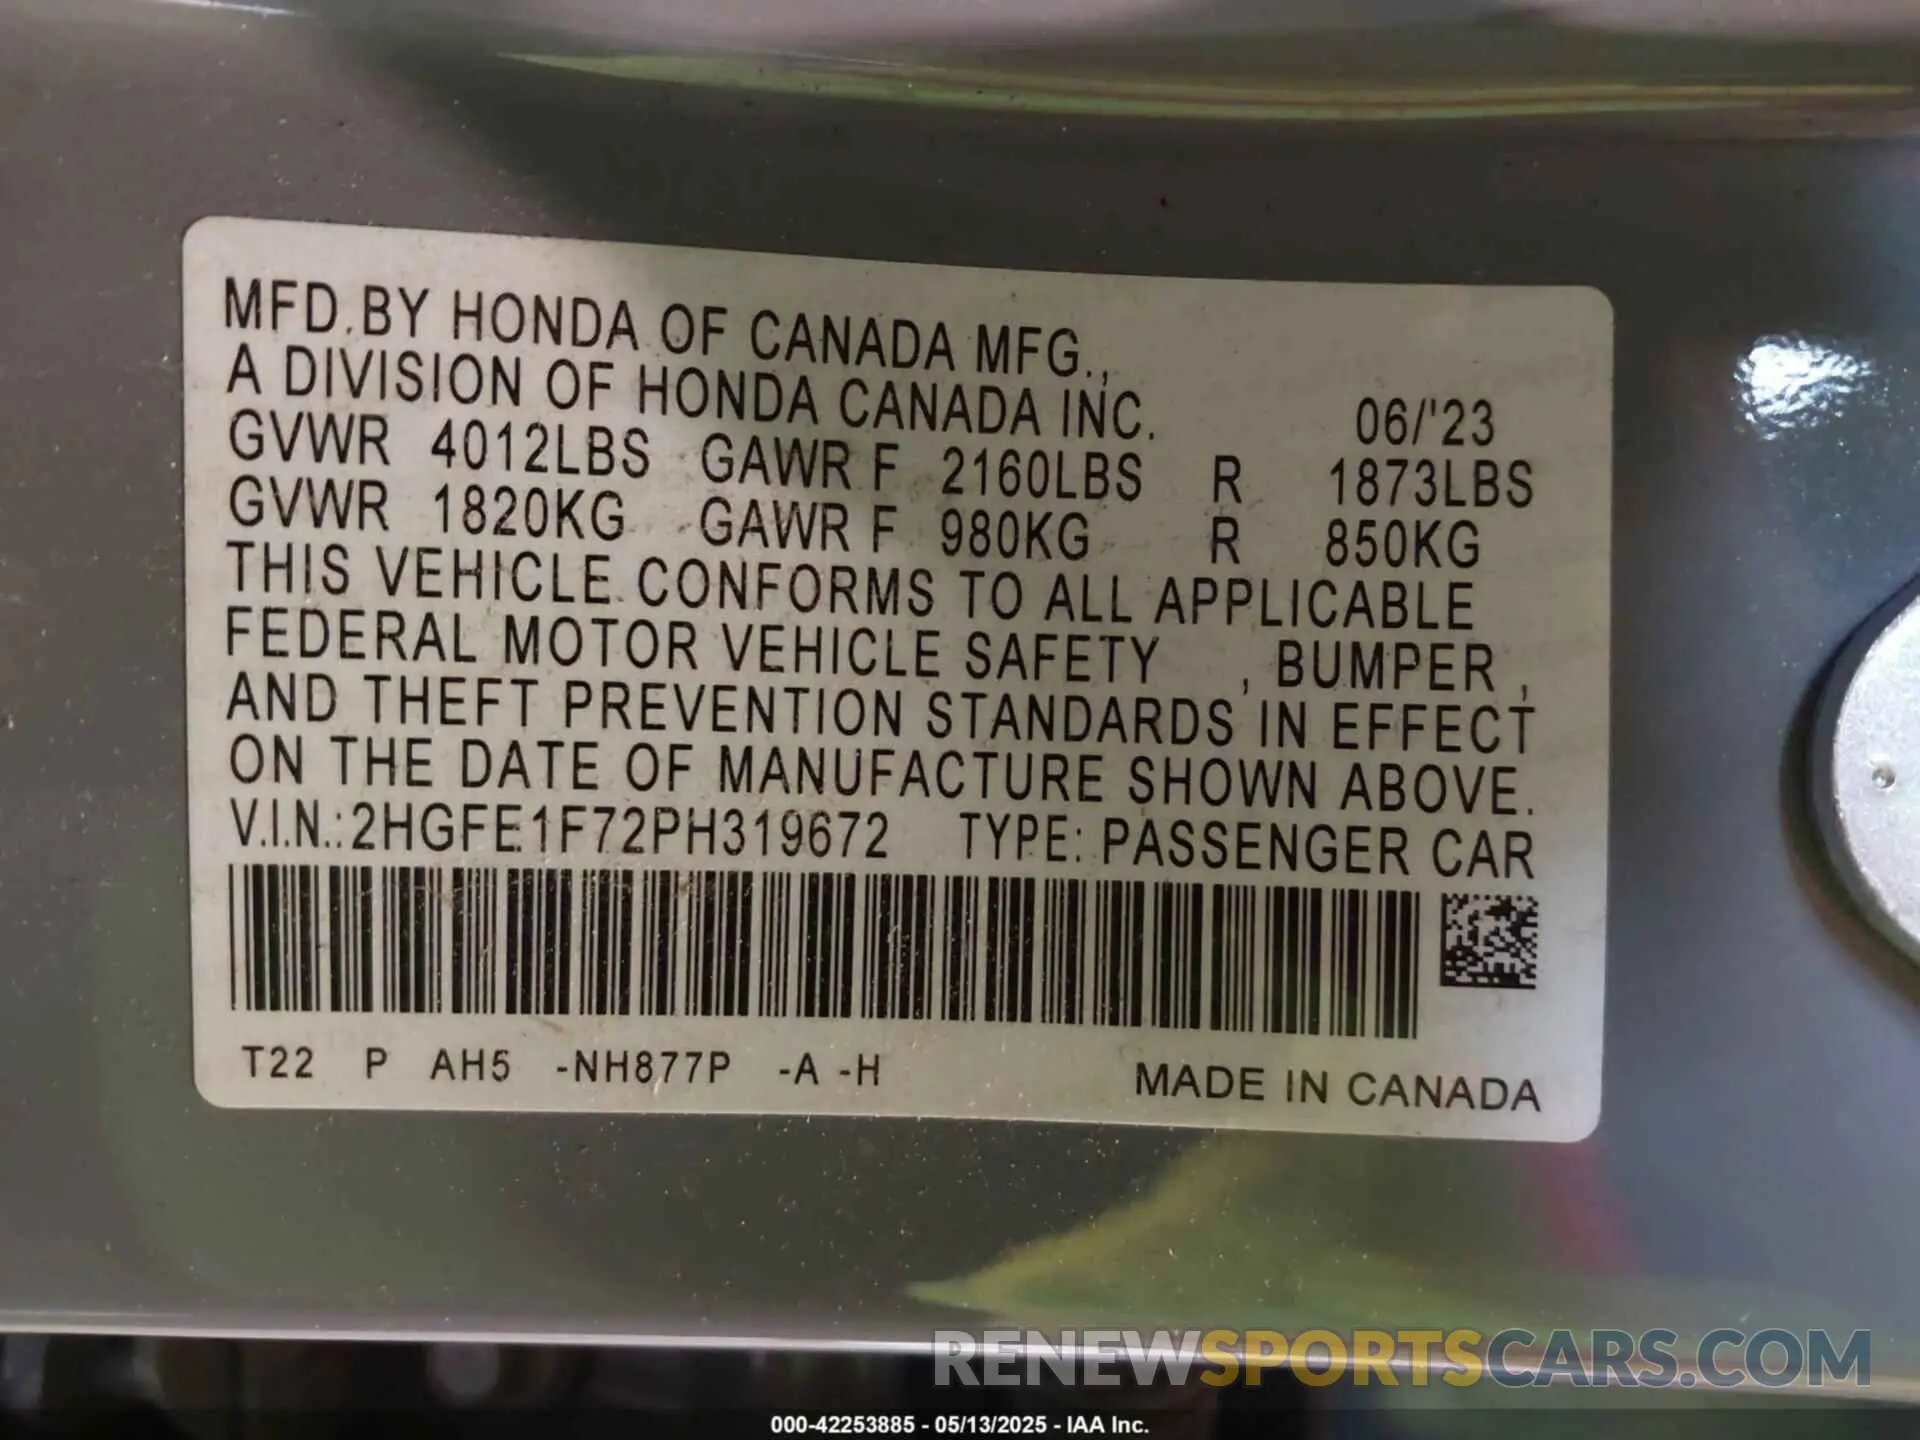 MFD.BY HONDA OF CANADA MFG.,
A DIVISION OF HONDA CANADA INC. 06/'23
GVWR 4012LBS GAWR F 2160LBS R 1873LBS
GVWR 1820KG GAWR F 980KG R 850KG
THIS VEHICLE CONFORMS TO ALL APPLICABLE
FEDERAL MOTOR VEHICLE SAFETY , BUMPER ,
AND THEFT PREVENTION STANDARDS IN EFFECT
ON THE DATE OF MANUFACTURE SHOWN ABOVE.
V.I.N.:2HGFE1F72PH319672 TYPE: PASSENGER CAR
T22 P AH5 -NH877P -A -H MADE IN CANADA
RENEWSPORTSCARS.COM
000-42253885 - 05/13/2025 - IAA Inc.